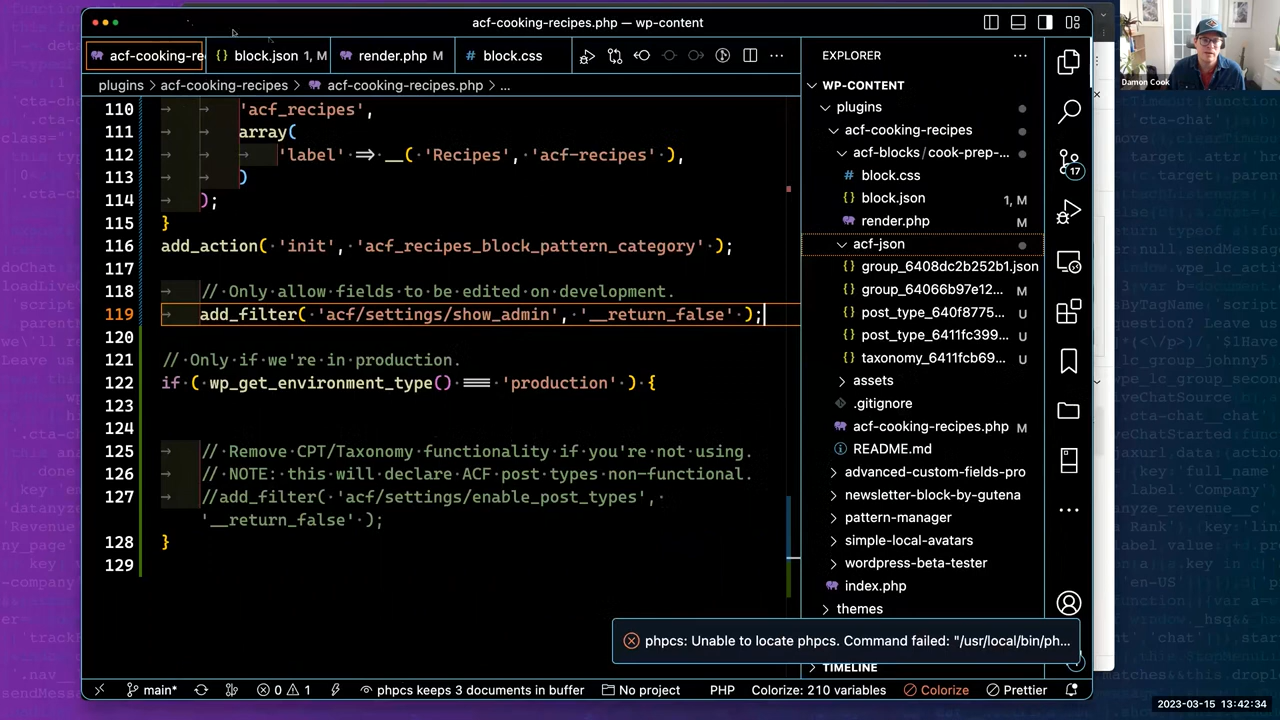 acf-cooking-recipes.php — wp-content
acf-cooking-re
block.json 1, M
render.php M
block.css
EXPLORER
Damon Cook
plugins › acf-cooking-recipes › acf-cooking-recipes.php › ...
WP-CONTENT
plugins
acf-cooking-recipes
acf-blocks / cook-prep-...
block.css
block.json 1, M
render.php M
acf-json
group_6408dc2b252b1.json
group_64066b97e12... M
post_type_640f8775... U
post_type_6411fc399... U
taxonomy_6411fcb69... U
assets
.gitignore
acf-cooking-recipes.php M
README.md
advanced-custom-fields-pro
newsletter-block-by-gutena
pattern-manager
simple-local-avatars
wordpress-beta-tester
index.php
themes
TIMELINE
17
110 'acf_recipes',
111 array(
112 'label' => __( 'Recipes', 'acf-recipes' ),
113 )
114 );
115 }
116 add_action( 'init', 'acf_recipes_block_pattern_category' );
117
118 // Only allow fields to be edited on development.
119 add_filter( 'acf/settings/show_admin', '__return_false' );
120
121 // Only if we're in production.
122 if ( wp_get_environment_type() === 'production' ) {
123
124
125 // Remove CPT/Taxonomy functionality if you're not using.
126 // NOTE: this will declare ACF post types non-functional.
127 //add_filter( 'acf/settings/enable_post_types',
'__return_false' );
128 }
129
phpcs: Unable to locate phpcs. Command failed: "/usr/local/bin/ph...
main* 0 1 phpcs keeps 3 documents in buffer No project PHP Colorize: 210 variables Colorize Prettier
2023-03-15 13:42:34